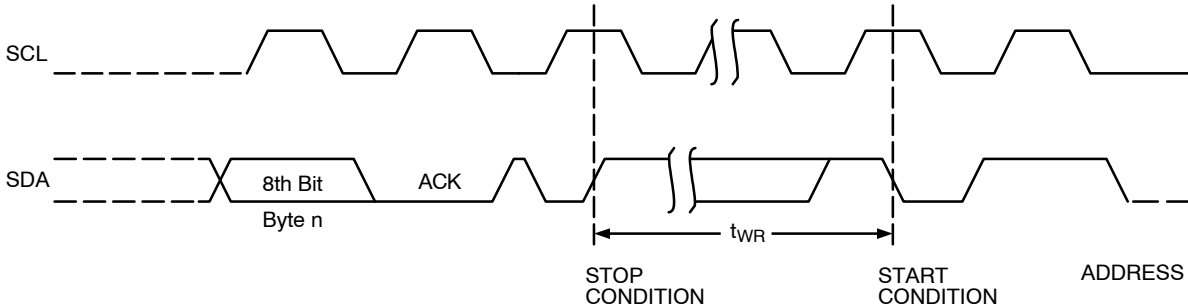 SCL
SDA
8th Bit
Byte n
ACK
tWR
STOP
CONDITION
START
CONDITION
ADDRESS